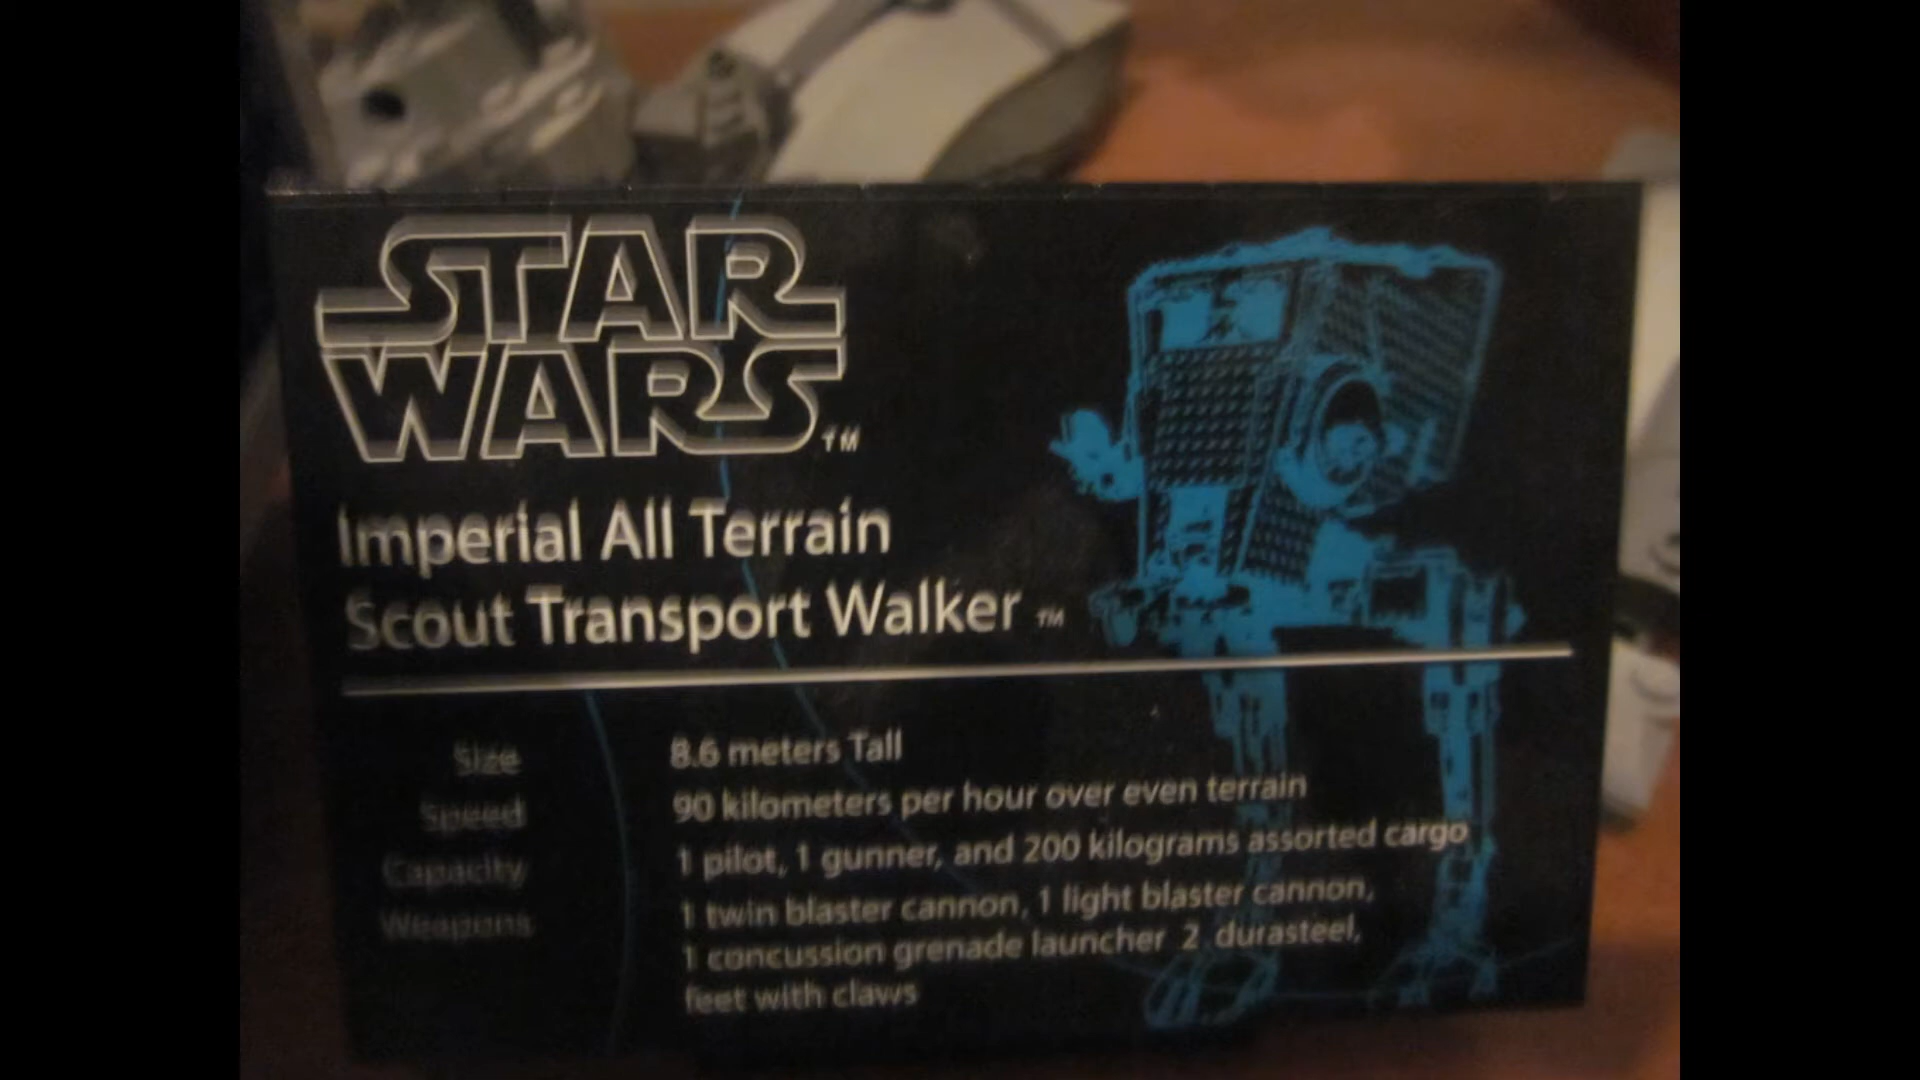 STAR
WARS™
Imperial All Terrain
Scout Transport Walker ™
Size 8.6 meters Tall
Speed 90 kilometers per hour over even terrain
Capacity 1 pilot, 1 gunner, and 200 kilograms assorted cargo
Weapons 1 twin blaster cannon, 1 light blaster cannon,
1 concussion grenade launcher 2 durasteel,
feet with claws